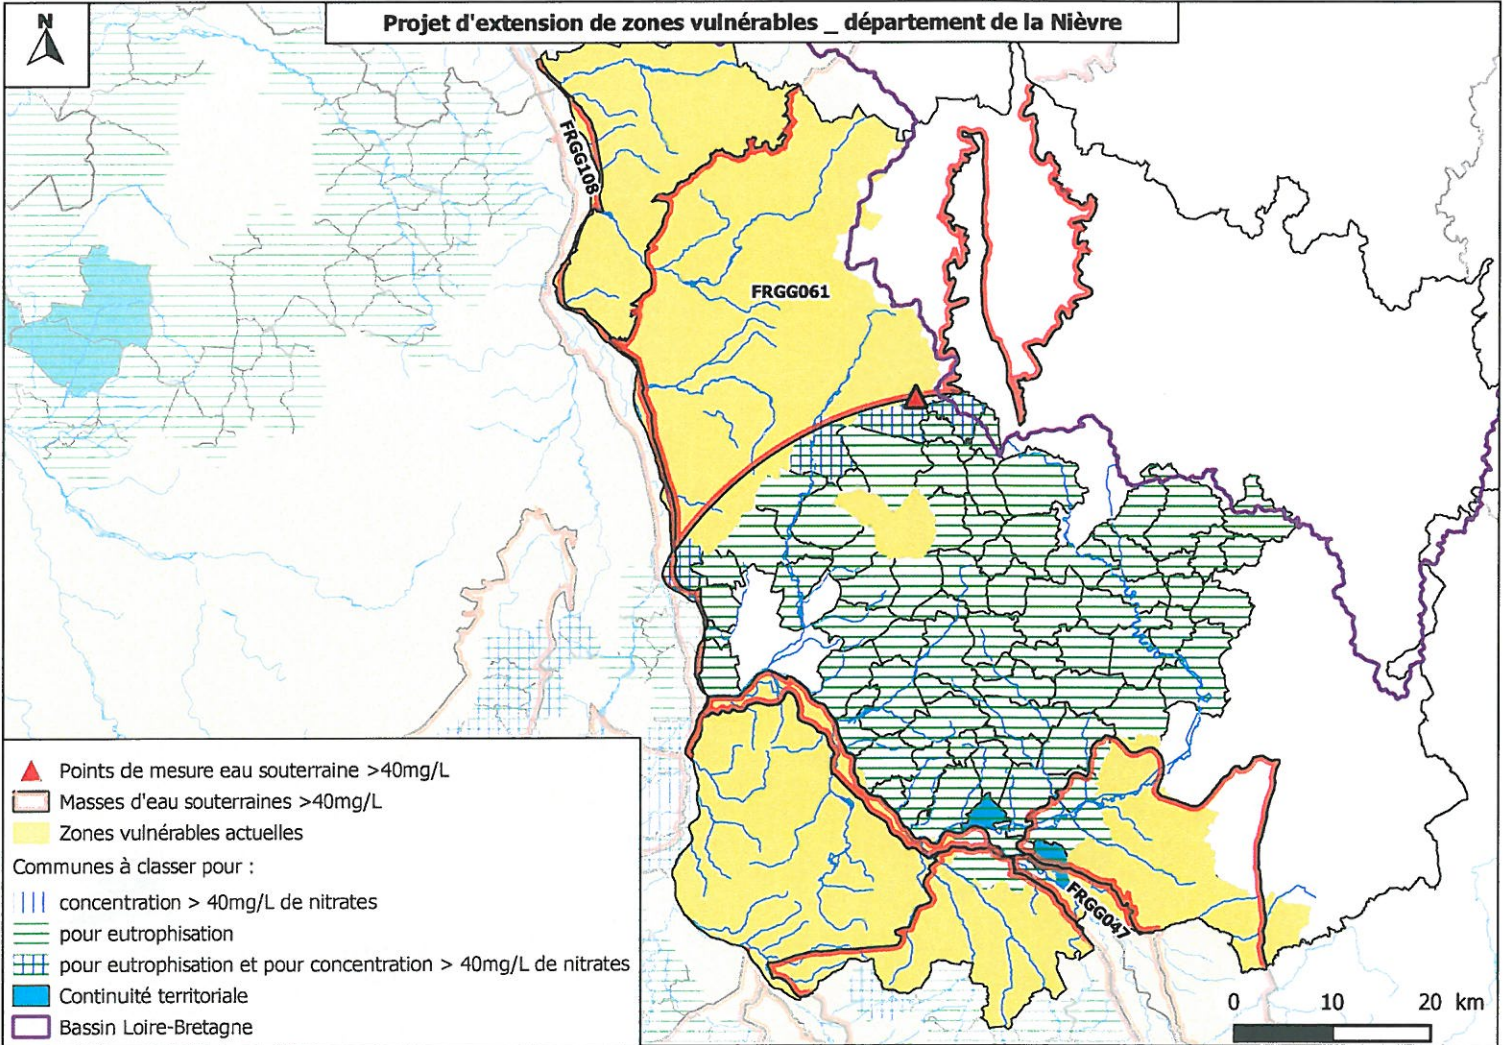 Projet d'extension de zones vulnérables _ département de la Nièvre
N
FRGG108
FRGG061
FRGG047
Points de mesure eau souterraine >40mg/L
Masses d'eau souterraines >40mg/L
Zones vulnérables actuelles
Communes à classer pour :
concentration > 40mg/L de nitrates
pour eutrophisation
pour eutrophisation et pour concentration > 40mg/L de nitrates
Continuité territoriale
Bassin Loire-Bretagne
0 10 20 km